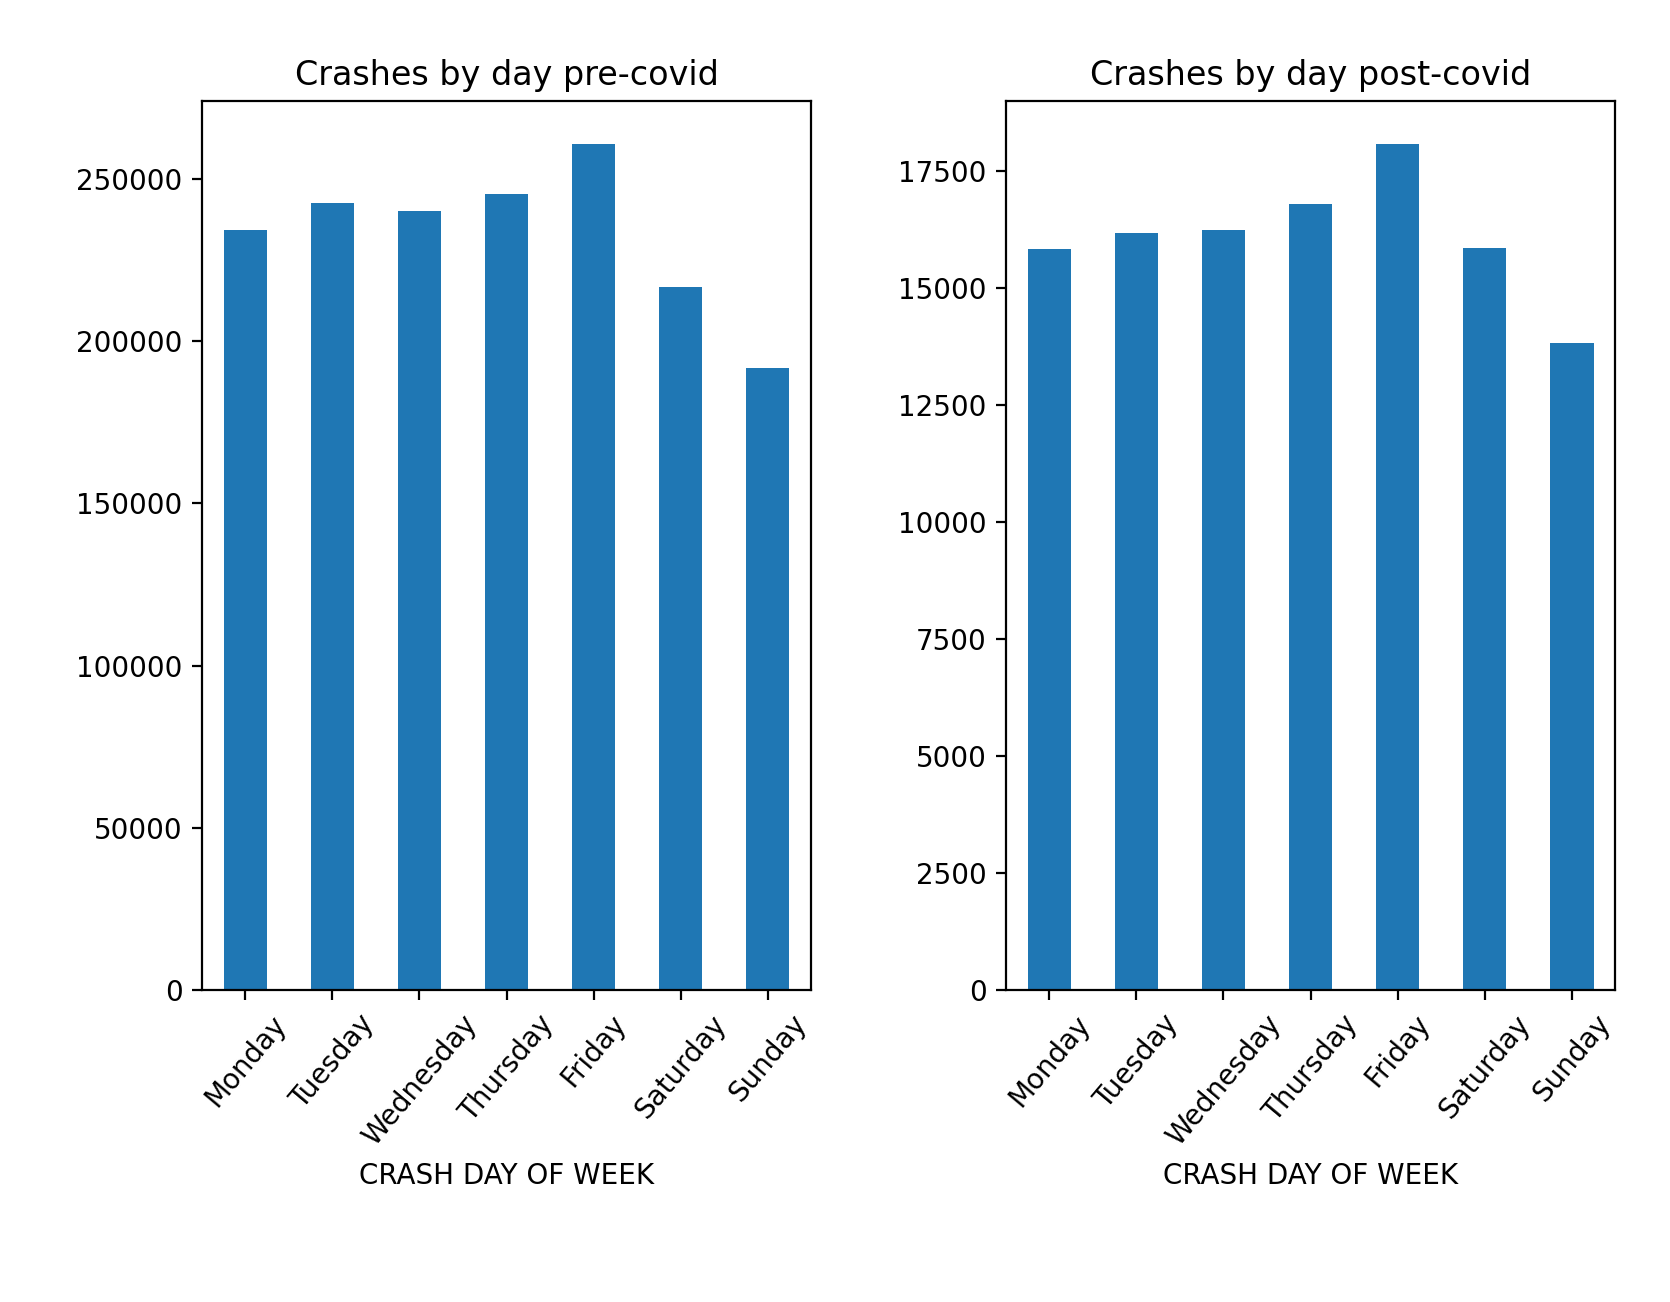 Crashes by day pre-covid
250000
200000
150000
100000
50000
0
Monday
Tuesday
Wednesday
Thursday
Friday
Saturday
Sunday
CRASH DAY OF WEEK
Crashes by day post-covid
17500
15000
12500
10000
7500
5000
2500
0
Monday
Tuesday
Wednesday
Thursday
Friday
Saturday
Sunday
CRASH DAY OF WEEK